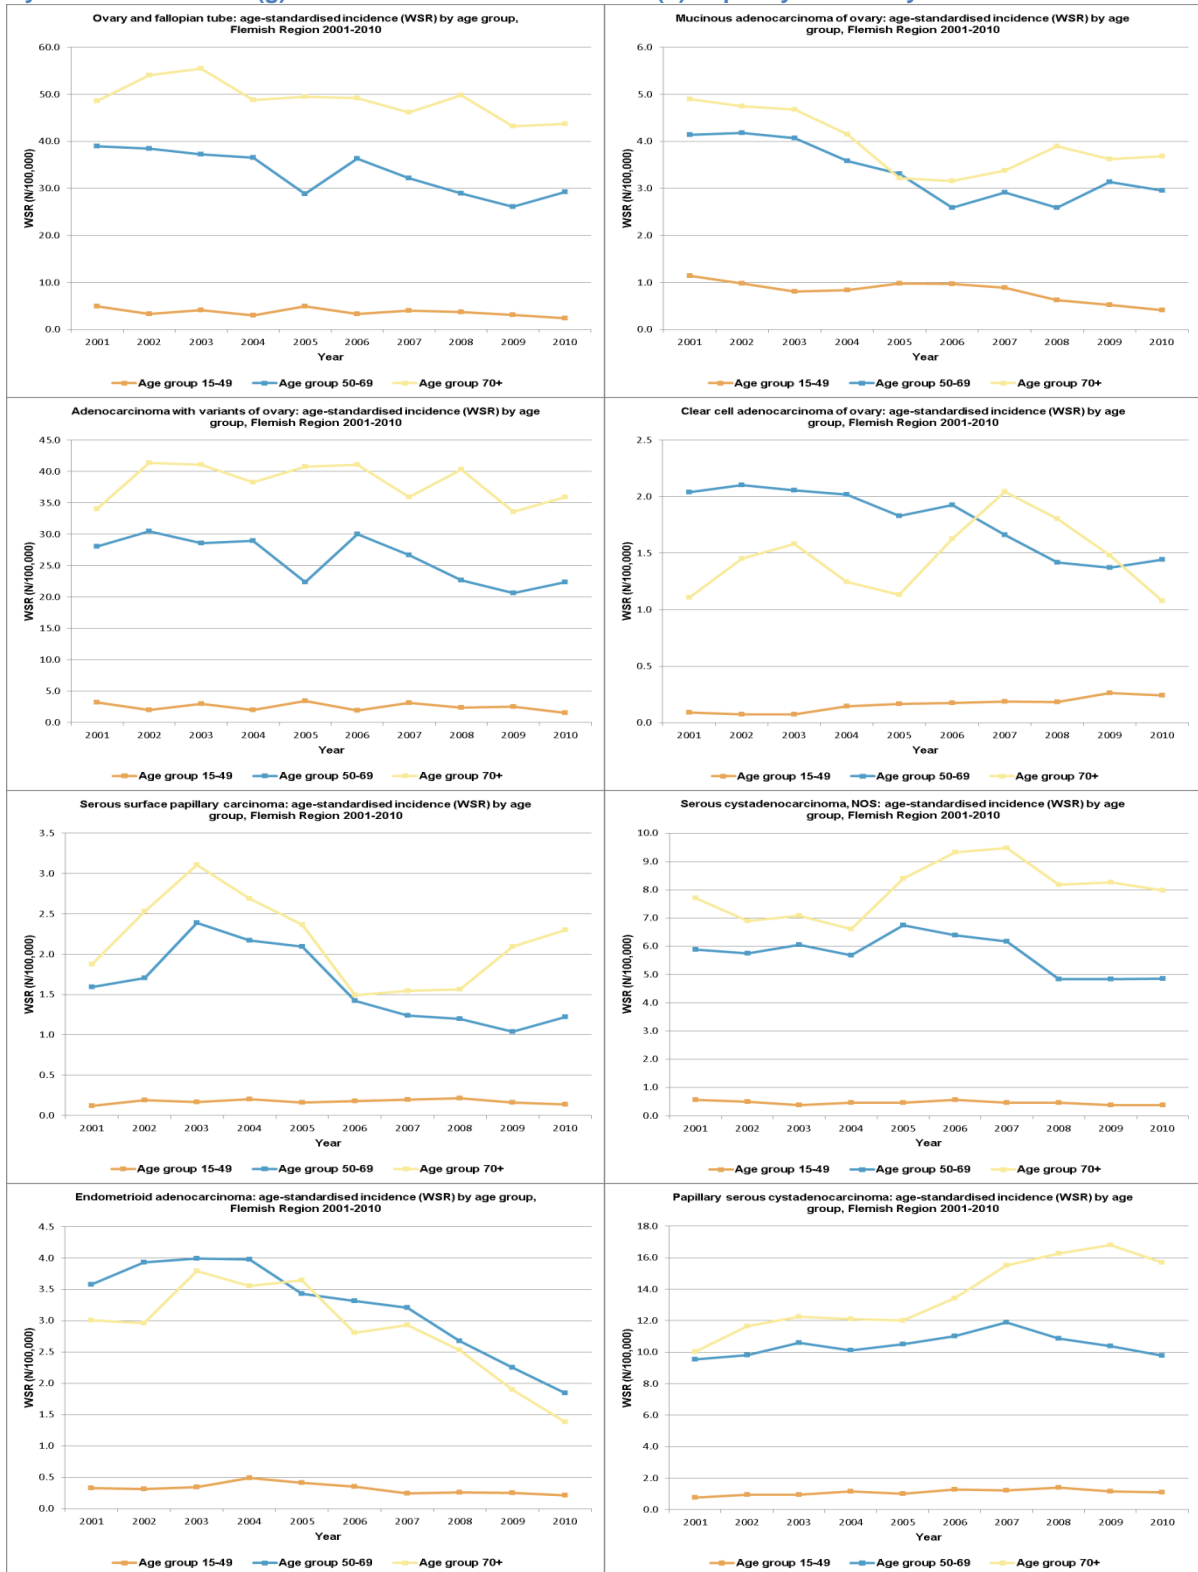 Ovary and fallopian tube: age-standardised incidence (WSR) by age group,
Flemish Region 2001-2010
60.0
50.0
40.0
30.0
20.0
10.0
0.0
WSR (N/100,000)
2001 2002 2003 2004 2005 2006 2007 2008 2009 2010
Year
Age group 15-49 Age group 50-69 Age group 70+
Mucinous adenocarcinoma of ovary: age-standardised incidence (WSR) by age
group, Flemish Region 2001-2010
6.0
5.0
4.0
3.0
2.0
1.0
0.0
WSR (N/100,000)
2001 2002 2003 2004 2005 2006 2007 2008 2009 2010
Year
Age group 15-49 Age group 50-69 Age group 70+
Adenocarcinoma with variants of ovary: age-standardised incidence (WSR) by age
group, Flemish Region 2001-2010
45.0
40.0
35.0
30.0
25.0
20.0
15.0
10.0
5.0
0.0
WSR (N/100,000)
2001 2002 2003 2004 2005 2006 2007 2008 2009 2010
Year
Age group 15-49 Age group 50-69 Age group 70+
Clear cell adenocarcinoma of ovary: age-standardised incidence (WSR) by age
group, Flemish Region 2001-2010
2.5
2.0
1.5
1.0
0.5
0.0
WSR (N/100,000)
2001 2002 2003 2004 2005 2006 2007 2008 2009 2010
Year
Age group 15-49 Age group 50-69 Age group 70+
Serous surface papillary carcinoma: age-standardised incidence (WSR) by age
group, Flemish Region 2001-2010
3.5
3.0
2.5
2.0
1.5
1.0
0.5
0.0
WSR (N/100,000)
2001 2002 2003 2004 2005 2006 2007 2008 2009 2010
Year
Age group 15-49 Age group 50-69 Age group 70+
Serous cystadenocarcinoma, NOS: age-standardised incidence (WSR) by age
group, Flemish Region 2001-2010
10.0
9.0
8.0
7.0
6.0
5.0
4.0
3.0
2.0
1.0
0.0
WSR (N/100,000)
2001 2002 2003 2004 2005 2006 2007 2008 2009 2010
Year
Age group 15-49 Age group 50-69 Age group 70+
Endometrioid adenocarcinoma: age-standardised incidence (WSR) by age group,
Flemish Region 2001-2010
4.5
4.0
3.5
3.0
2.5
2.0
1.5
1.0
0.5
0.0
WSR (N/100,000)
2001 2002 2003 2004 2005 2006 2007 2008 2009 2010
Year
Age group 15-49 Age group 50-69 Age group 70+
Papillary serous cystadenocarcinoma: age-standardised incidence (WSR) by age
group, Flemish Region 2001-2010
18.0
16.0
14.0
12.0
10.0
8.0
6.0
4.0
2.0
0.0
WSR (N/100,000)
2001 2002 2003 2004 2005 2006 2007 2008 2009 2010
Year
Age group 15-49 Age group 50-69 Age group 70+